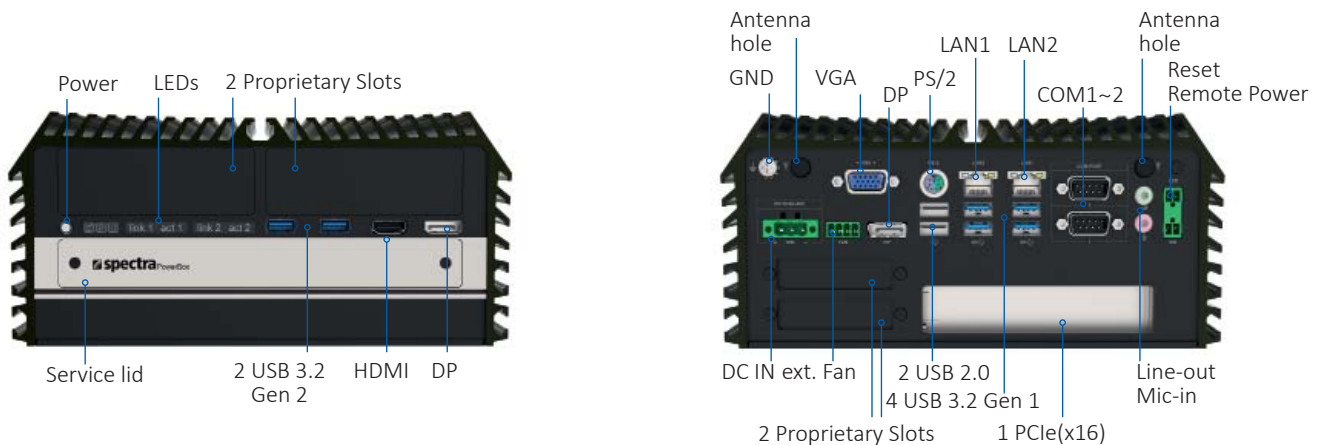 Power
LEDs
2 Proprietary Slots
link 1
act 1
link 2
act 2
spectra PowerBox
Service lid
2 USB 3.2
Gen 2
HDMI
DP
Antenna
hole
GND
VGA
DP
PS/2
LAN1
LAN2
COM1~2
Antenna
hole
Reset
Remote Power
DC IN
ext. Fan
2 USB 2.0
4 USB 3.2 Gen 1
2 Proprietary Slots
1 PCIe(x16)
Line-out
Mic-in